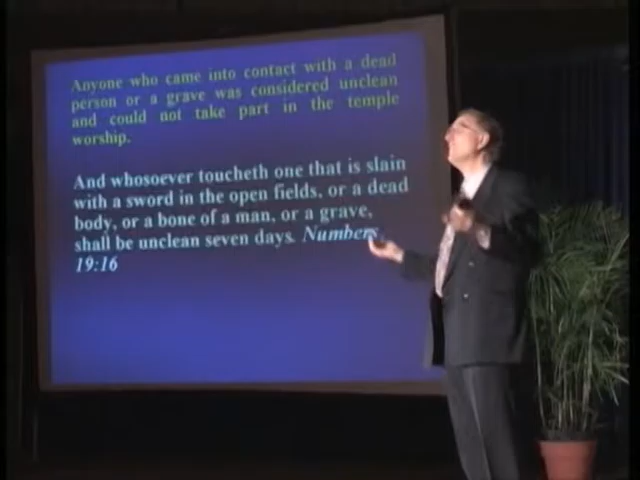 Anyone who came into contact with a dead
person or a grave was considered unclean
and could not take part in the temple
worship.
And whosoever toucheth one that is slain
with a sword in the open fields, or a dead
body, or a bone of a man, or a grave,
shall be unclean seven days. Numbers
19:16